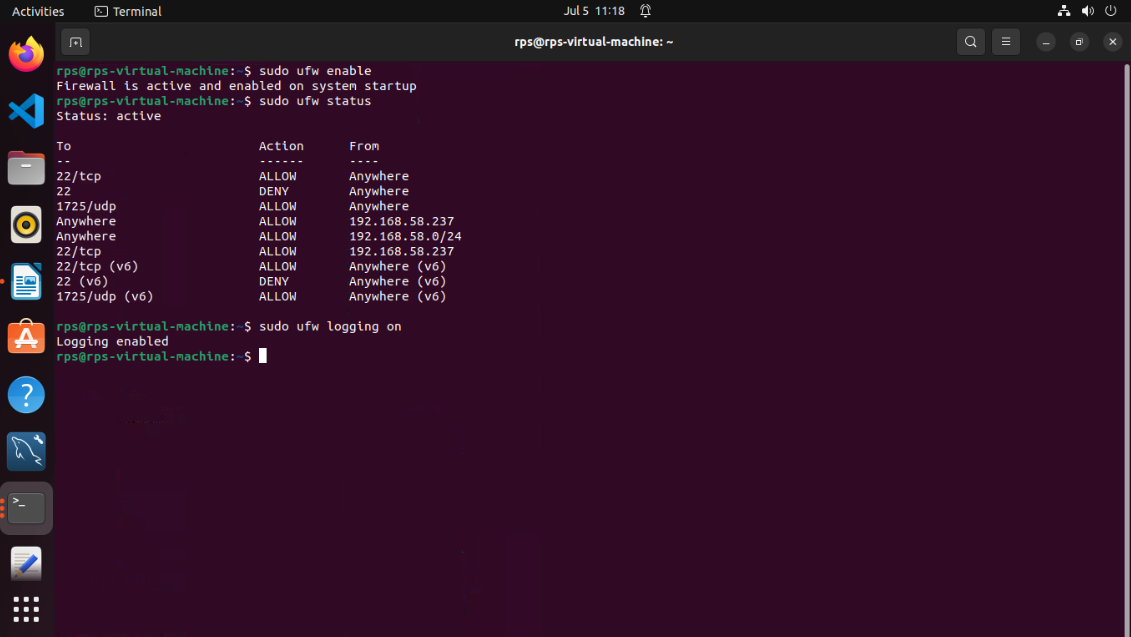 Activities Terminal Jul 5 11:18
rps@rps-virtual-machine: ~
rps@rps-virtual-machine:~$ sudo ufw enable
Firewall is active and enabled on system startup
rps@rps-virtual-machine:~$ sudo ufw status
Status: active
To Action From
-- ------ ----
22/tcp ALLOW Anywhere
22 DENY Anywhere
1725/udp ALLOW Anywhere
Anywhere ALLOW 192.168.58.237
Anywhere ALLOW 192.168.58.0/24
22/tcp ALLOW 192.168.58.237
22/tcp (v6) ALLOW Anywhere (v6)
22 (v6) DENY Anywhere (v6)
1725/udp (v6) ALLOW Anywhere (v6)
rps@rps-virtual-machine:~$ sudo ufw logging on
Logging enabled
rps@rps-virtual-machine:~$